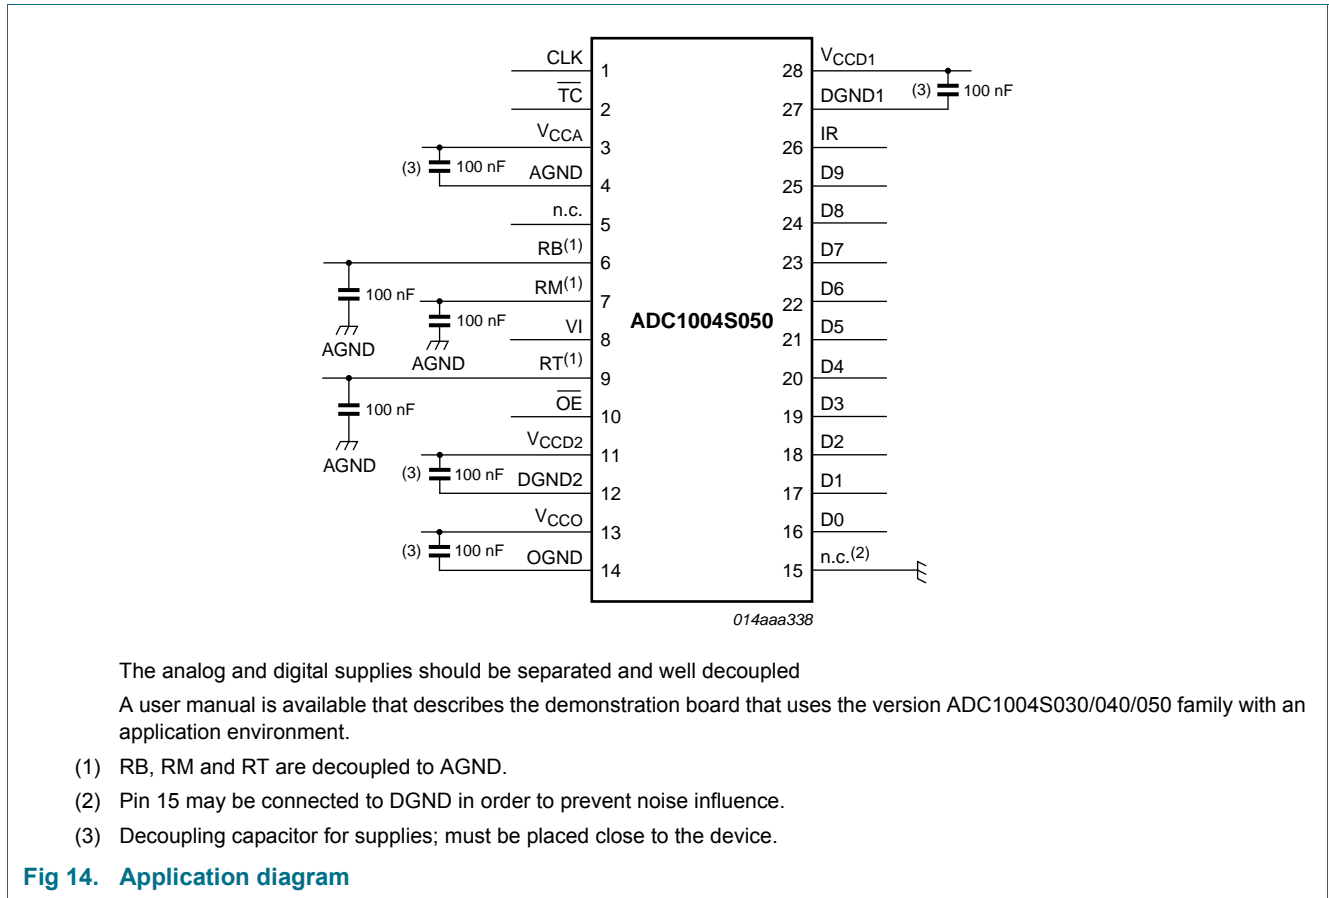 CLK 1 28 VCCD1
(3) 100 nF
TC 2 27 DGND1
VCCA 3 26 IR
(3) 100 nF
AGND 4 25 D9
n.c. 5 24 D8
RB(1) 6 23 D7
100 nF
AGND
RM(1) 7 22 D6
100 nF
AGND
ADC1004S050
VI 8 21 D5
RT(1) 9 20 D4
100 nF
AGND
OE 10 19 D3
VCCD2 11 18 D2
(3) 100 nF
DGND2 12 17 D1
VCCO 13 16 D0
(3) 100 nF
OGND 14 15 n.c.(2)
014aaa338
The analog and digital supplies should be separated and well decoupled
A user manual is available that describes the demonstration board that uses the version ADC1004S030/040/050 family with an
application environment.
(1) RB, RM and RT are decoupled to AGND.
(2) Pin 15 may be connected to DGND in order to prevent noise influence.
(3) Decoupling capacitor for supplies; must be placed close to the device.
Fig 14. Application diagram